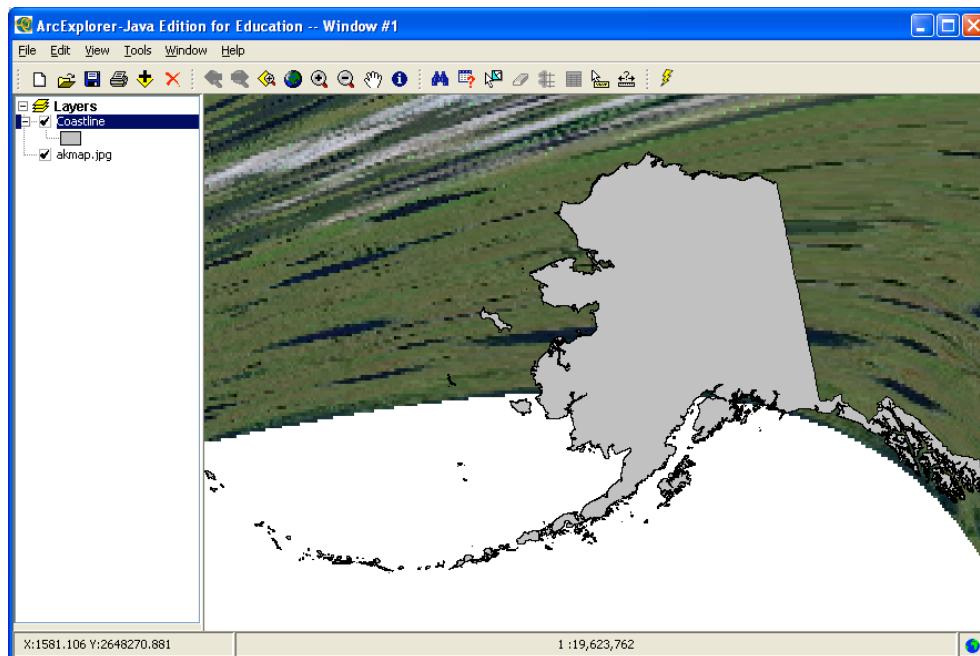 ArcExplorer-Java Edition for Education -- Window #1
File Edit View Tools Window Help
Layers
Coastline
akmap.jpg
X:1581.106 Y:2648270.881
1 :19,623,762